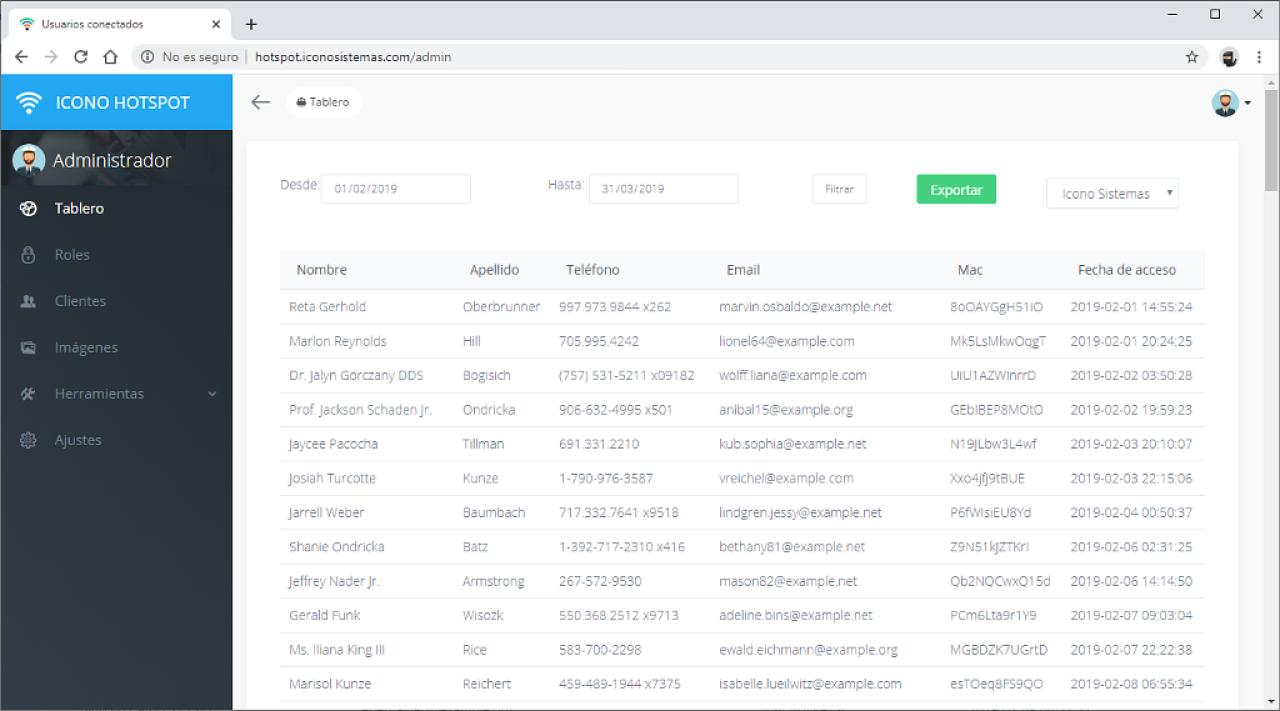 Usuarios conectados
No es seguro | hotspot.iconosistemas.com/admin
ICONO HOTSPOT
Tablero
Administrador
Desde: 01/02/2019 Hasta: 31/03/2019 Filtrar Exportar Icono Sistemas
Tablero
Roles
Clientes
Imágenes
Herramientas
Ajustes
Nombre Apellido Teléfono Email Mac Fecha de acceso
Reta Gerhold Oberbrunner 997.973.9844 x262 marvin.osbaldo@example.net 8oOAYGgH51iO 2019-02-01 14:55:24
Marlon Reynolds Hill 705.995.4242 lionel64@example.com Mk5LsMkwOqgT 2019-02-01 20:24:25
Dr. Jalyn Gorczany DDS Bogisich (757) 531-5211 x09182 wolff.liana@example.com UiU1AZWInrrD 2019-02-02 03:50:28
Prof. Jackson Schaden Jr. Ondricka 906-632-4995 x501 anibal15@example.org GEbIBEP8MOtO 2019-02-02 19:59:23
Jaycee Pacocha Tillman 691.331.2210 kub.sophia@example.net N19JLbw3L4wf 2019-02-03 20:10:07
Josiah Turcotte Kunze 1-790-976-3587 vreichel@example.com Xxo4jfj9tBUE 2019-02-03 22:15:06
Jarrell Weber Baumbach 717.332.7641 x9518 lindgren.jessy@example.net P6fWIsiEU8Yd 2019-02-04 00:50:37
Shanie Ondricka Batz 1-392-717-2310 x416 bethany81@example.net Z9N51kjZTKrI 2019-02-06 02:31:25
Jeffrey Nader Jr. Armstrong 267-572-9530 mason82@example.net Qb2NQCwxQ15d 2019-02-06 14:14:50
Gerald Funk Wisozk 550.368.2512 x9713 adeline.bins@example.net PCm6Lta9r1Y9 2019-02-07 09:03:04
Ms. Iliana King III Rice 583-700-2298 ewald.eichmann@example.org MGBDZK7UGrtD 2019-02-07 22:22:38
Marisol Kunze Reichert 459-489-1944 x7375 isabelle.lueilwitz@example.com esTOeq8FS9QO 2019-02-08 06:55:34